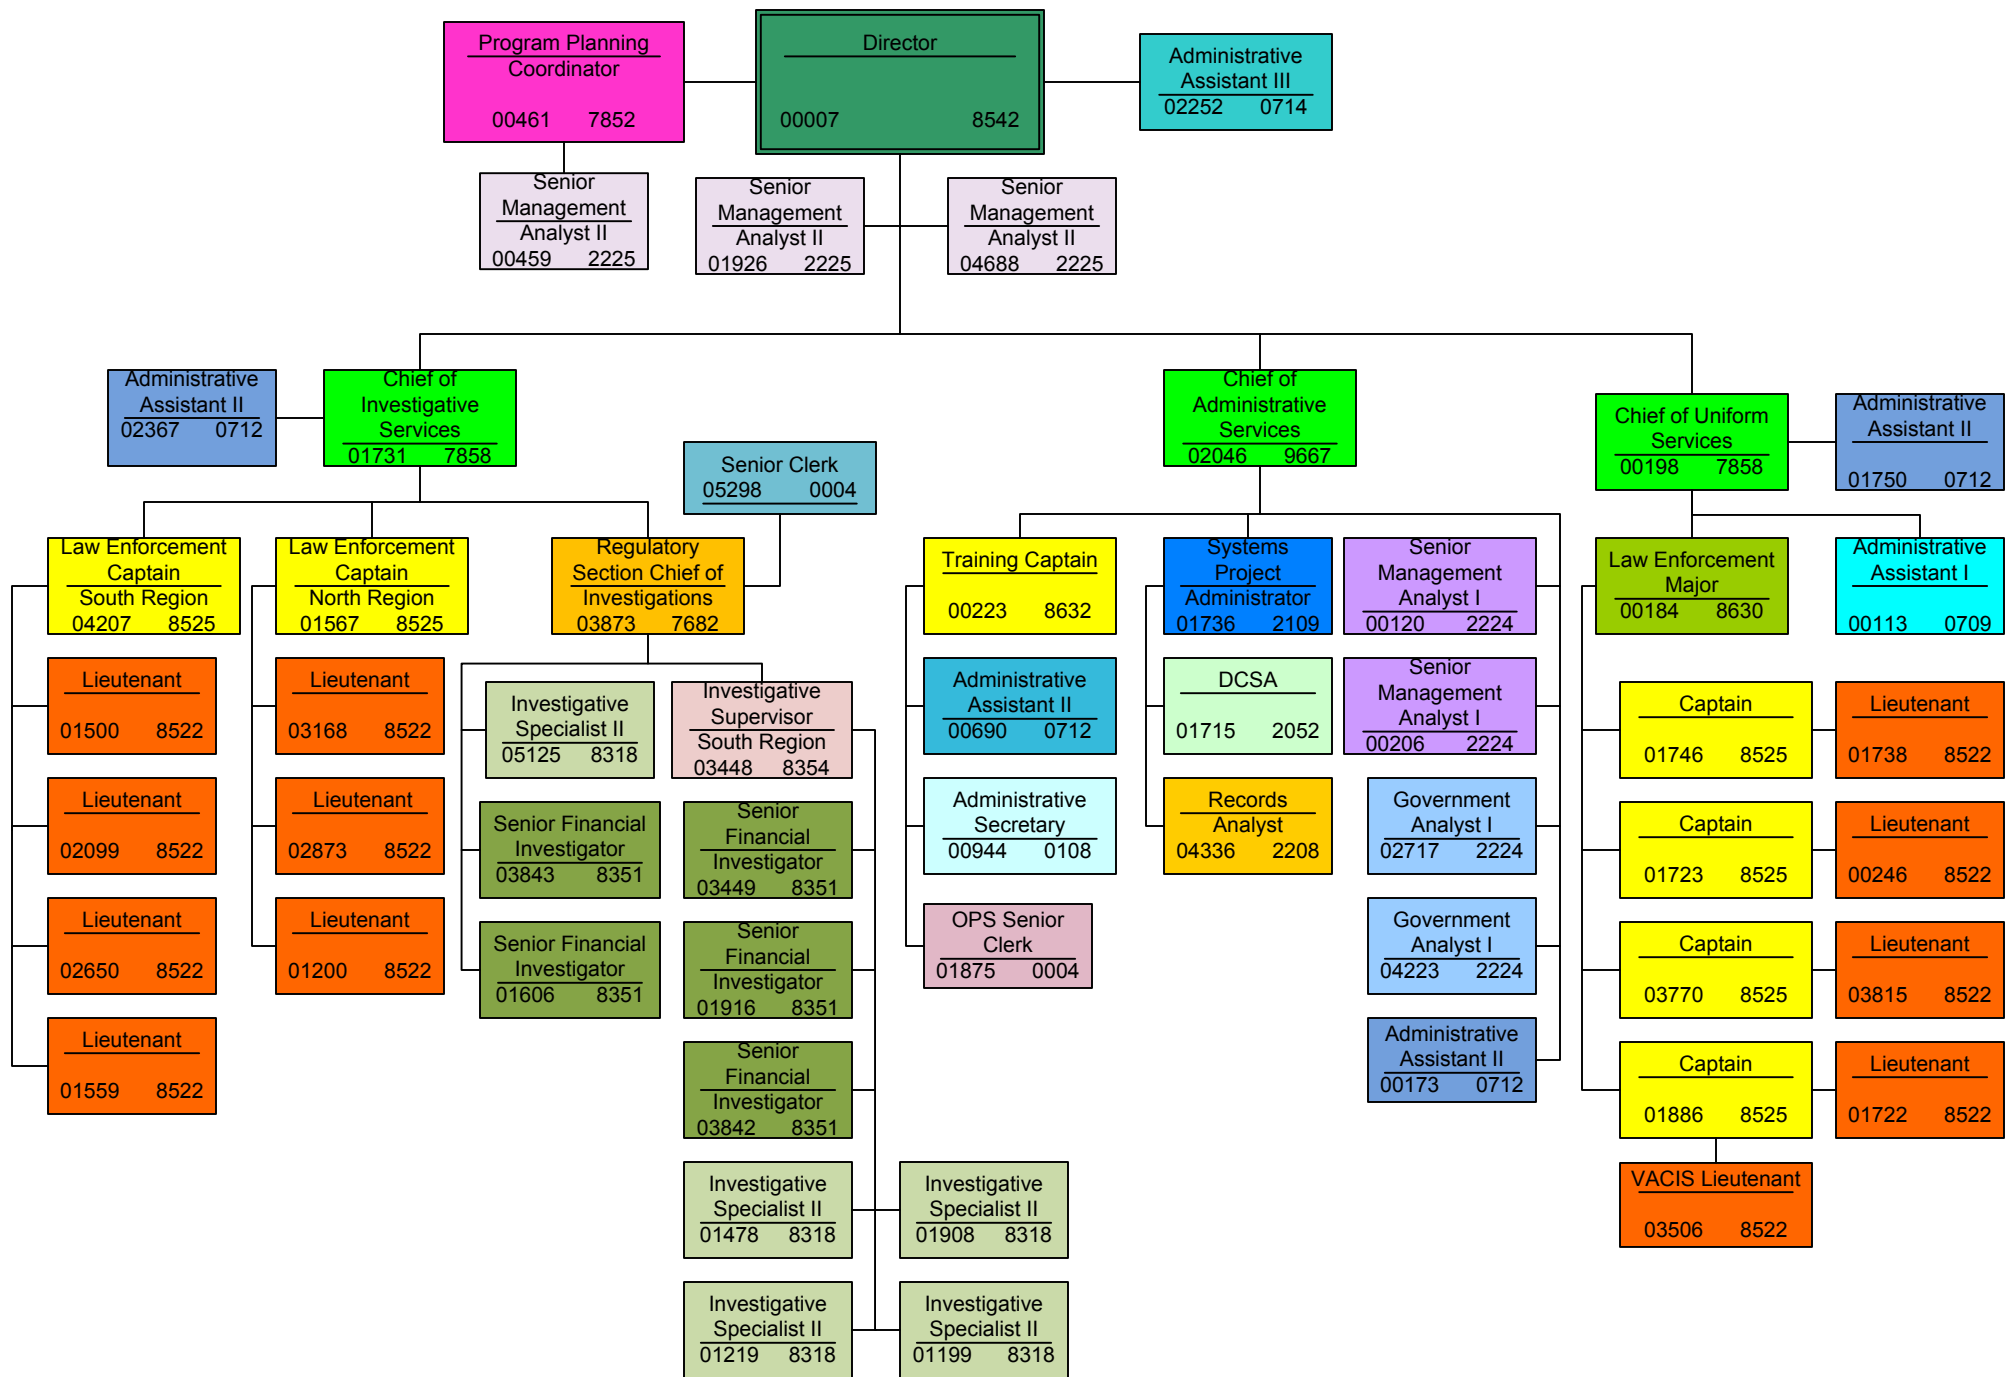 Program Planning
Coordinator
00461 7852
Director
00007 8542
Administrative
Assistant III
02252 0714
Senior
Management
Analyst II
00459 2225
Senior
Management
Analyst II
01926 2225
Senior
Management
Analyst II
04688 2225
Administrative
Assistant II
02367 0712
Chief of
Investigative
Services
01731 7858
Senior Clerk
05298 0004
Chief of
Administrative
Services
02046 9667
Chief of Uniform
Services
00198 7858
Administrative
Assistant II
01750 0712
Law Enforcement
Captain
South Region
04207 8525
Law Enforcement
Captain
North Region
01567 8525
Regulatory
Section Chief of
Investigations
03873 7682
Training Captain
00223 8632
Systems
Project
Administrator
01736 2109
Senior
Management
Analyst I
00120 2224
Law Enforcement
Major
00184 8630
Administrative
Assistant I
00113 0709
Lieutenant
01500 8522
Lieutenant
03168 8522
Investigative
Specialist II
05125 8318
Investigative
Supervisor
South Region
03448 8354
Administrative
Assistant II
00690 0712
DCSA
01715 2052
Senior
Management
Analyst I
00206 2224
Captain
01746 8525
Lieutenant
01738 8522
Lieutenant
02099 8522
Lieutenant
02873 8522
Senior Financial
Investigator
03843 8351
Senior
Financial
Investigator
03449 8351
Administrative
Secretary
00944 0108
Records
Analyst
04336 2208
Government
Analyst I
02717 2224
Captain
01723 8525
Lieutenant
00246 8522
Lieutenant
02650 8522
Lieutenant
01200 8522
Senior Financial
Investigator
01606 8351
Senior
Financial
Investigator
01916 8351
OPS Senior
Clerk
01875 0004
Government
Analyst I
04223 2224
Captain
03770 8525
Lieutenant
03815 8522
Lieutenant
01559 8522
Senior
Financial
Investigator
03842 8351
Administrative
Assistant II
00173 0712
Captain
01886 8525
Lieutenant
01722 8522
Investigative
Specialist II
01478 8318
Investigative
Specialist II
01908 8318
VACIS Lieutenant
03506 8522
Investigative
Specialist II
01219 8318
Investigative
Specialist II
01199 8318